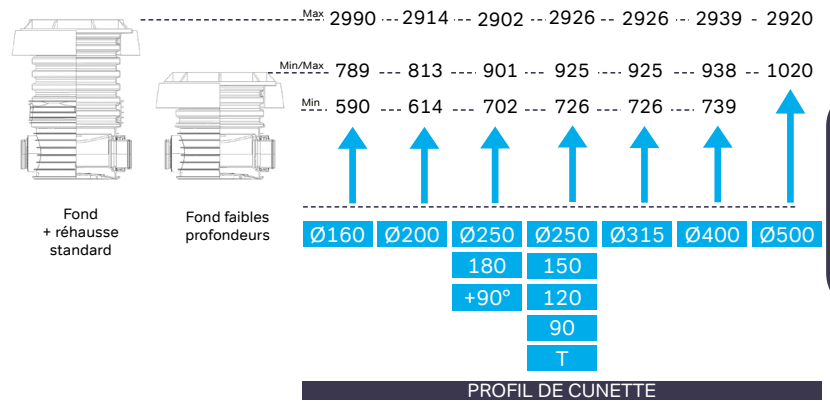 Max 2990 --- 2914 --- 2902 --- 2926 --- 2926 --- 2939 - 2920
Min/Max 789 --- 813 --- 901 --- 925 --- 925 --- 938 --- 1020
Min 590 --- 614 --- 702 --- 726 --- 726 --- 739
Fond
+ réhausse
standard
Fond faibles
profondeurs
Ø160 Ø200 Ø250 Ø250 Ø315 Ø400 Ø500
180 150
+90° 120
90
T
PROFIL DE CUNETTE